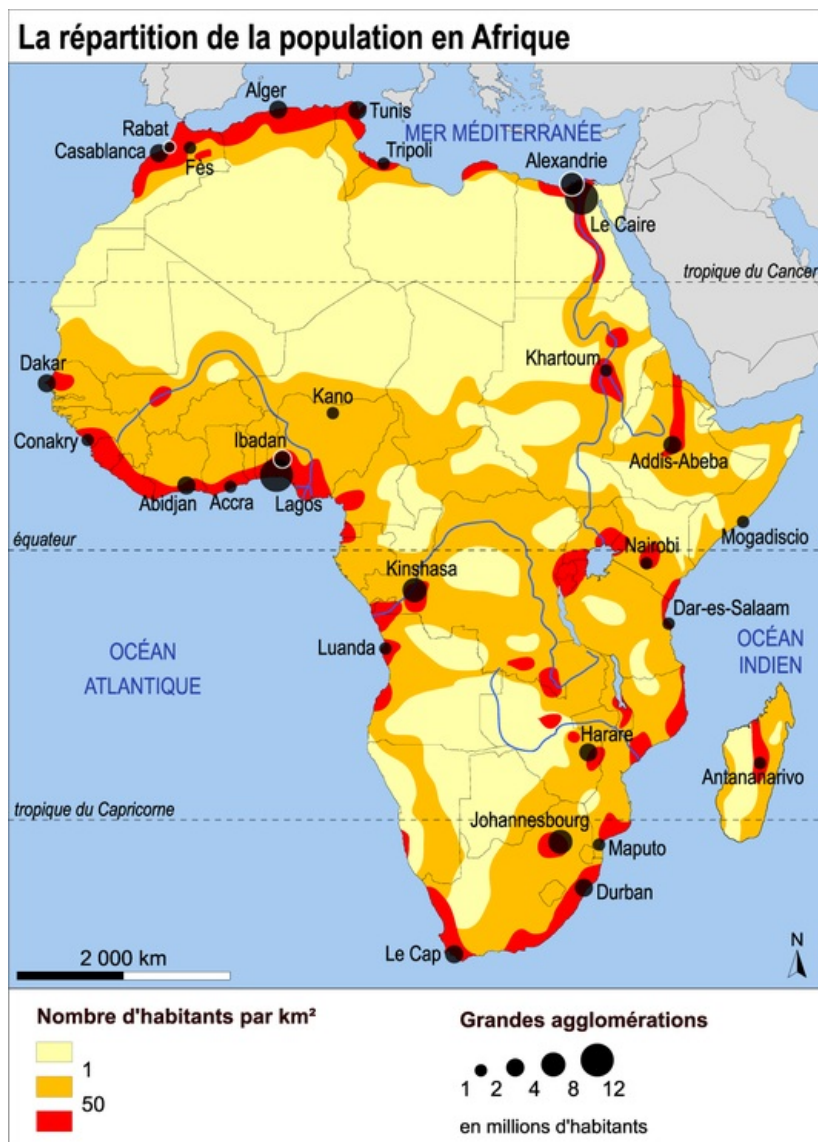 La répartition de la population en Afrique
Alger
Tunis
Rabat
MER MÉDITERRANÉE
Casablanca
Fès
Tripoli
Alexandrie
Le Caire
tropique du Cancer
Dakar
Khartoum
Kano
Conakry
Ibadan
Addis-Abeba
Abidjan
Accra
Lagos
Mogadiscio
équateur
Nairobi
Kinshasa
Dar-es-Salaam
Luanda
OCÉAN
ATLANTIQUE
OCÉAN
INDIEN
Harare
Antananarivo
tropique du Capricorne
Johannesbourg
Maputo
Durban
Le Cap
2 000 km
N
Nombre d'habitants par km²
1
50
Grandes agglomérations
1 2 4 8 12
en millions d'habitants